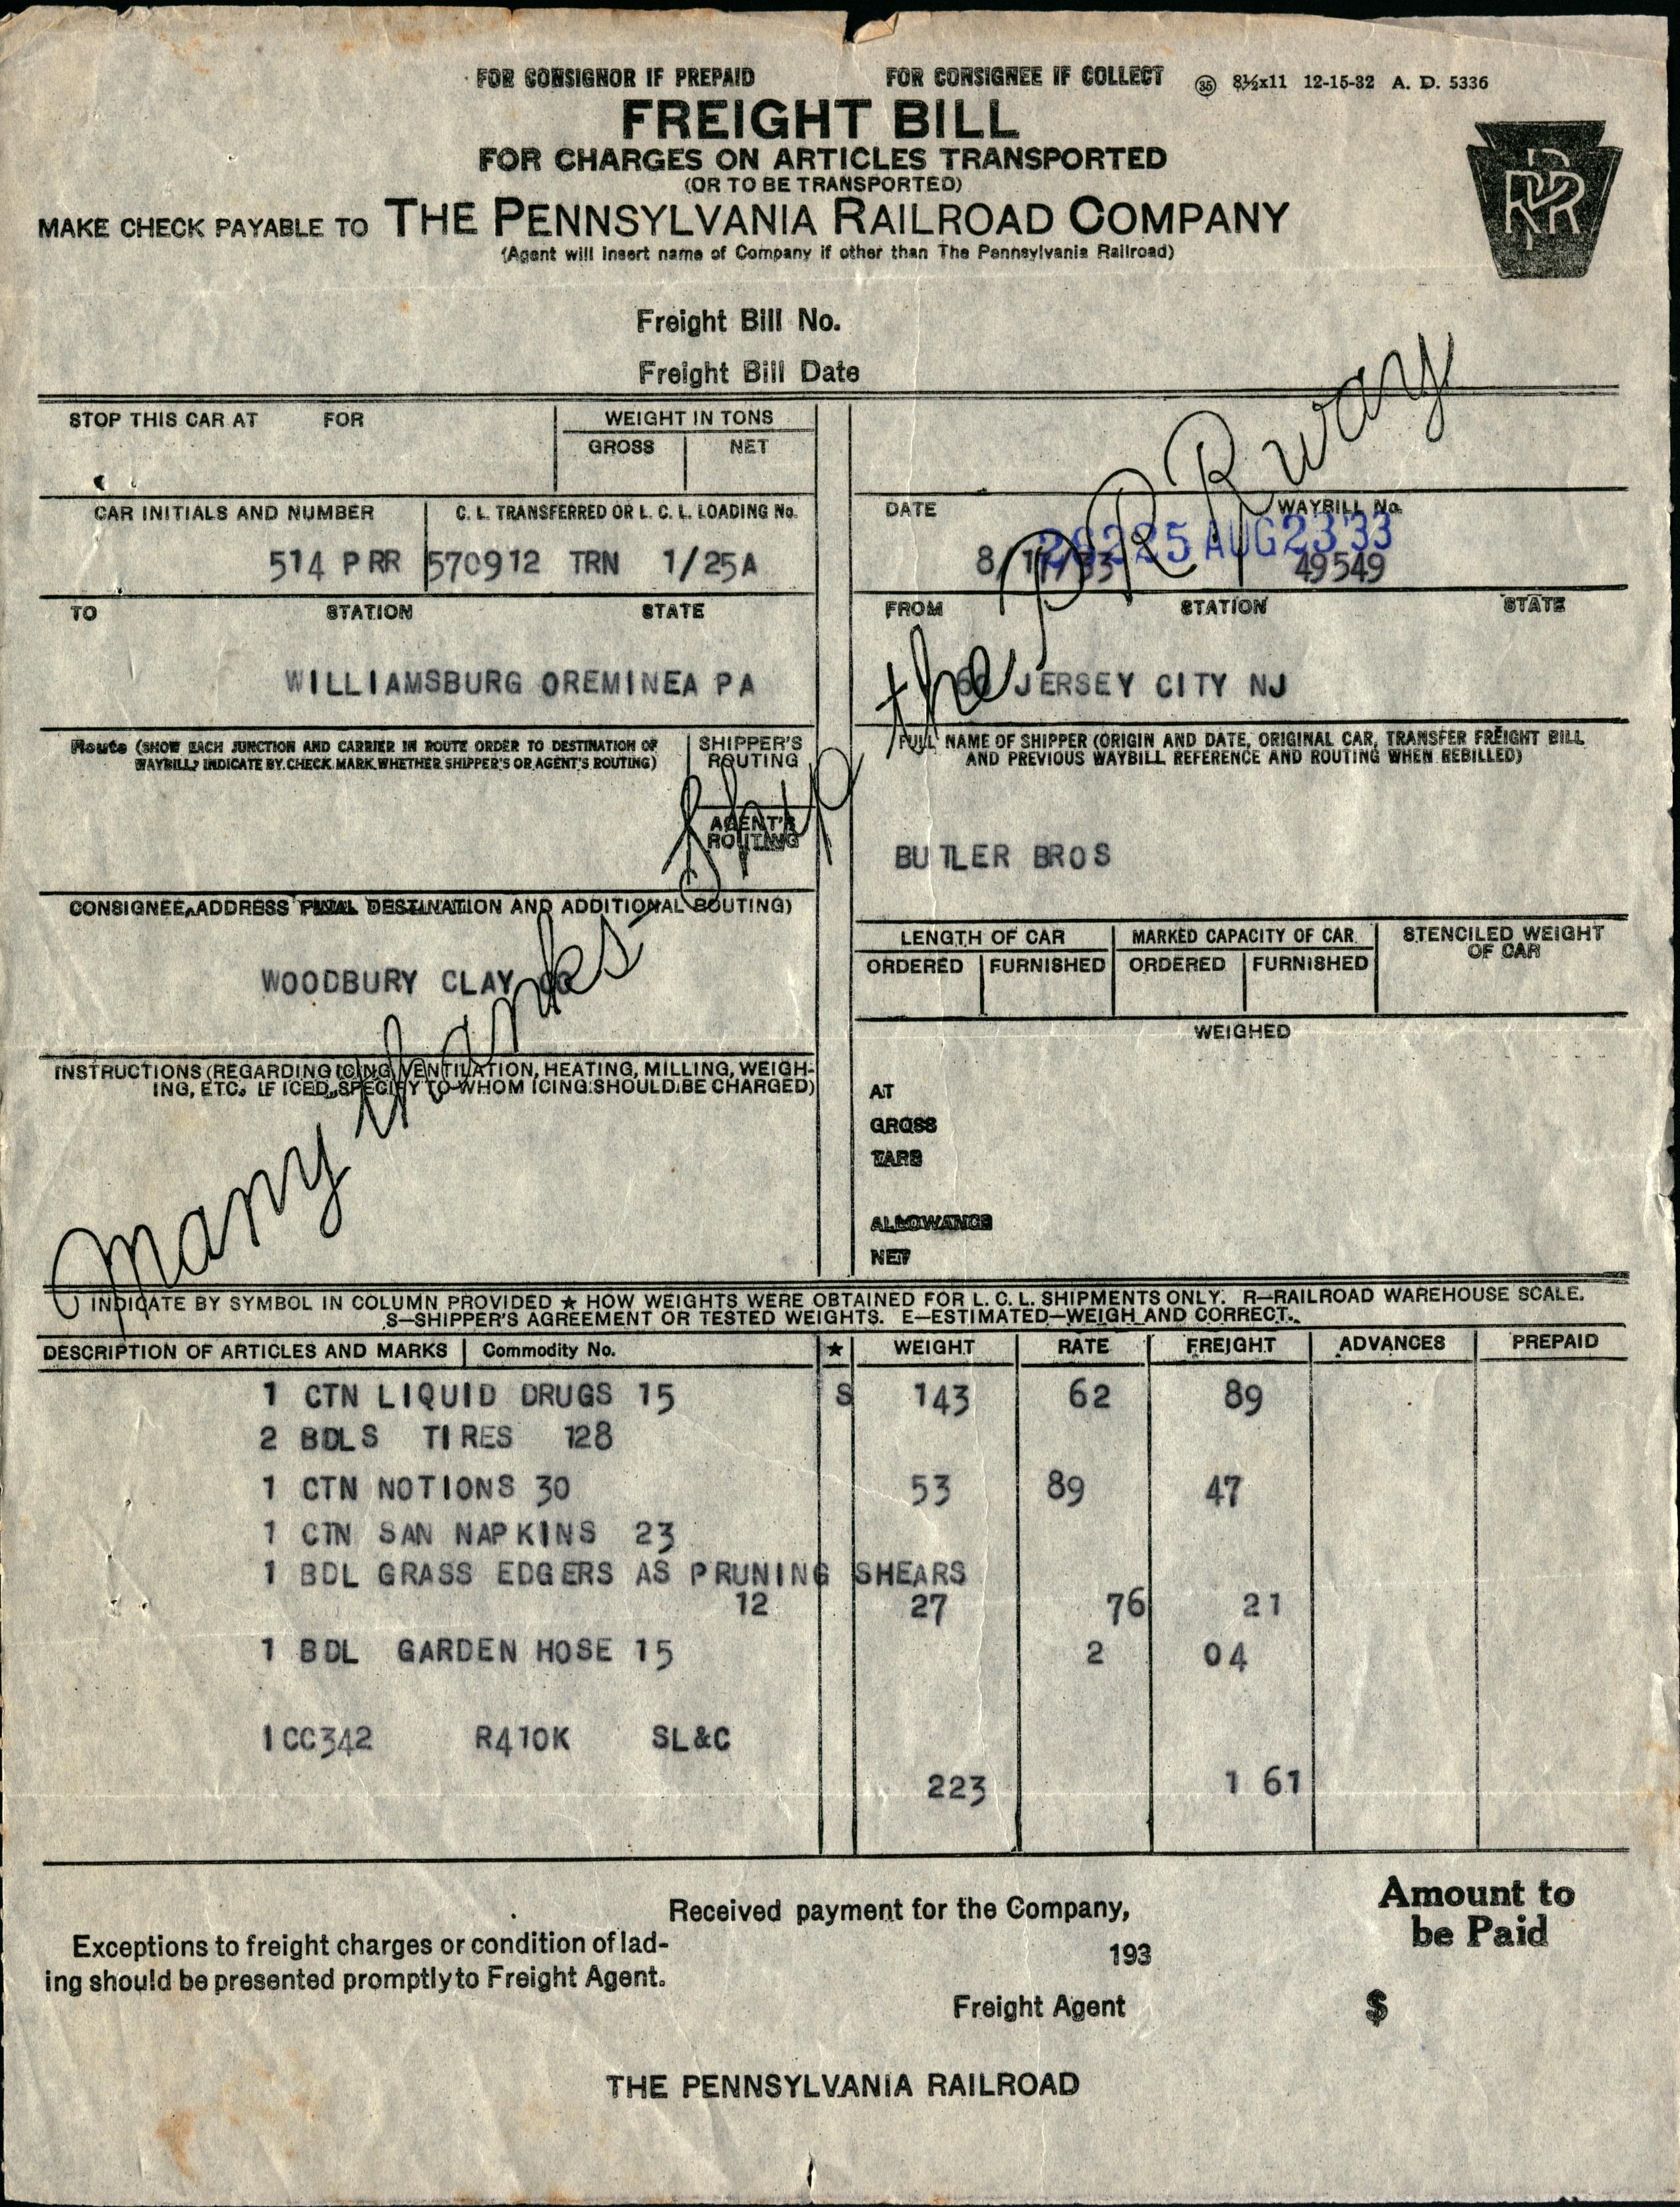 FOR CONSIGNOR IF PREPAID FOR CONSIGNEE IF COLLECT 35 8½x11 12-15-32 A. D. 5336
FREIGHT BILL
FOR CHARGES ON ARTICLES TRANSPORTED
(OR TO BE TRANSPORTED)
MAKE CHECK PAYABLE TO THE PENNSYLVANIA RAILROAD COMPANY
(Agent will insert name of Company if other than The Pennsylvania Railroad)
PRR
Freight Bill No.
Freight Bill Date
STOP THIS CAR AT FOR WEIGHT IN TONS
GROSS NET
CAR INITIALS AND NUMBER C. L. TRANSFERRED OR L. C. L. LOADING No. DATE WAYBILL No.
26225 AUG 23'33
514 PRR 570912 TRN 1/25A 8/17/33 49549
TO STATION STATE FROM STATION STATE
WILLIAMSBURG OREMINEA PA JERSEY CITY NJ
Route (SHOW EACH JUNCTION AND CARRIER IN ROUTE ORDER TO DESTINATION OF
WAYBILL, INDICATE BY CHECK MARK WHETHER SHIPPER'S OR AGENT'S ROUTING)
SHIPPER'S
ROUTING
AGENT'S
ROUTING
FULL NAME OF SHIPPER (ORIGIN AND DATE, ORIGINAL CAR, TRANSFER FREIGHT BILL
AND PREVIOUS WAYBILL REFERENCE AND ROUTING WHEN REBILLED)
BUTLER BROS
CONSIGNEE, ADDRESS FINAL DESTINATION AND ADDITIONAL ROUTING)
WOODBURY CLAY CO
LENGTH OF CAR MARKED CAPACITY OF CAR STENCILED WEIGHT
OF CAR
ORDERED FURNISHED ORDERED FURNISHED
WEIGHED
INSTRUCTIONS (REGARDING ICING, VENTILATION, HEATING, MILLING, WEIGH-
ING, ETC. IF ICED, SPECIFY TO WHOM ICING SHOULD BE CHARGED)
AT
GROSS
TARE
ALLOWANCE
NET
Many thanks Ship the P R Rway
INDICATE BY SYMBOL IN COLUMN PROVIDED ★ HOW WEIGHTS WERE OBTAINED FOR L. C. L. SHIPMENTS ONLY. R—RAILROAD WAREHOUSE SCALE.
S—SHIPPER'S AGREEMENT OR TESTED WEIGHTS. E—ESTIMATED—WEIGH AND CORRECT.
DESCRIPTION OF ARTICLES AND MARKS Commodity No. ★ WEIGHT RATE FREIGHT ADVANCES PREPAID
1 CTN LIQUID DRUGS 15 S 143 62 89
2 BDLS TIRES 128
1 CTN NOTIONS 30 53 89 47
1 CTN SAN NAPKINS 23
1 BDL GRASS EDGERS AS PRUNING SHEARS
12 27 76 21
1 BDL GARDEN HOSE 15 2 04
1CC342 R410K SL&C
223 1 61
Received payment for the Company,
Amount to
be Paid
Exceptions to freight charges or condition of lad-
ing should be presented promptly to Freight Agent.
193
Freight Agent $
THE PENNSYLVANIA RAILROAD